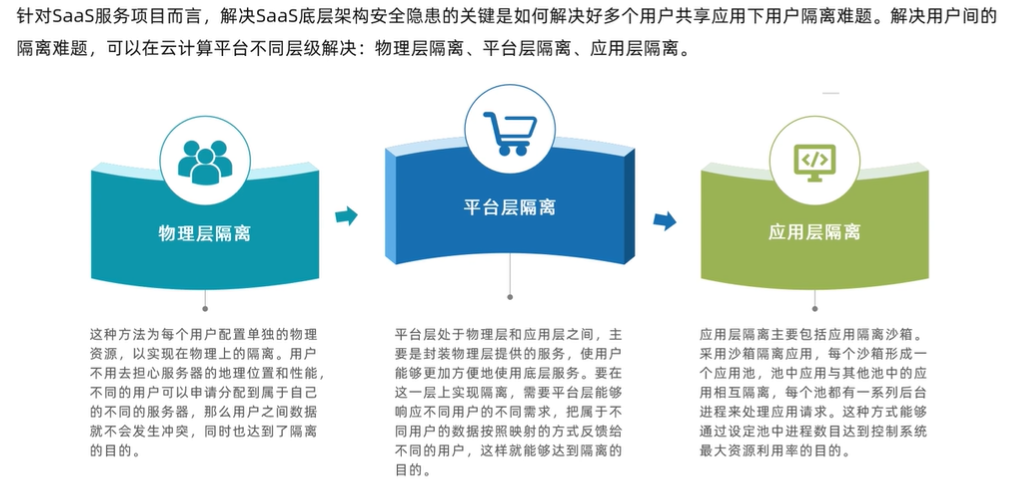 针对SaaS服务项目而言，解决SaaS底层架构安全隐患的关键是如何解决好多个用户共享应用下用户隔离难题。解决用户间的
隔离难题，可以在云计算平台不同层级解决：物理层隔离、平台层隔离、应用层隔离。
物理层隔离
平台层隔离
应用层隔离
这种方法为每个用户配置单独的物理
资源，以实现在物理上的隔离。用户
不用去担心服务器的地理位置和性能，
不同的用户可以申请分配到属于自己
的不同的服务器，那么用户之间数据
就不会发生冲突，同时也达到了隔离
的目的。
平台层处于物理层和应用层之间，主
要是封装物理层提供的服务，使用户
能够更加方便地使用底层服务。要在
这一层上实现隔离，需要平台层能够
响应不同用户的不同需求，把属于不
同用户的数据按照映射的方式反馈给
不同的用户，这样就能够达到隔离的
目的。
应用层隔离主要包括应用隔离沙箱。
采用沙箱隔离应用，每个沙箱形成一
个应用池，池中应用与其他池中的应
用相互隔离，每个池都有一系列后台
进程来处理应用请求。这种方式能够
通过设定池中进程数目达到控制系统
最大资源利用率的目的。